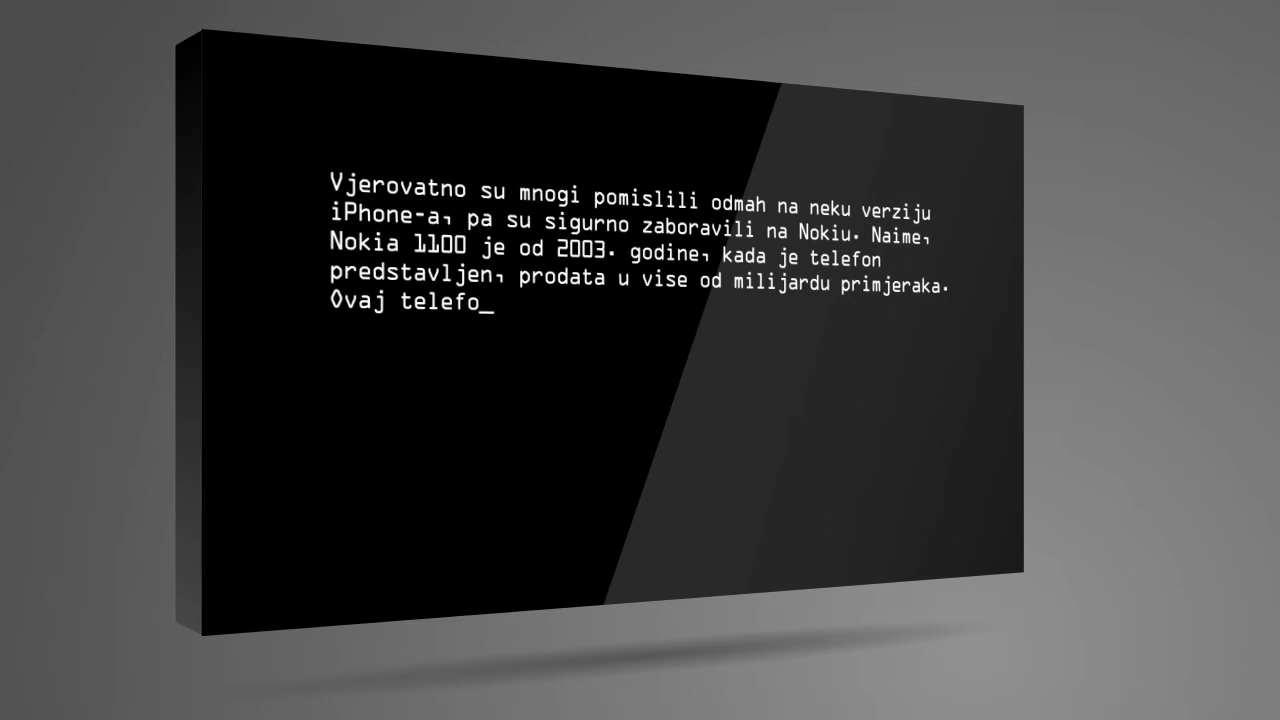 Vjerovatno su mnogi pomislili odmah na neku verziju
iPhone-a, pa su sigurno zaboravili na Nokiu. Naime,
Nokia 1100 je od 2003. godine, kada je telefon
predstavljen, prodata u vise od milijardu primjeraka.
Ovaj telefo_